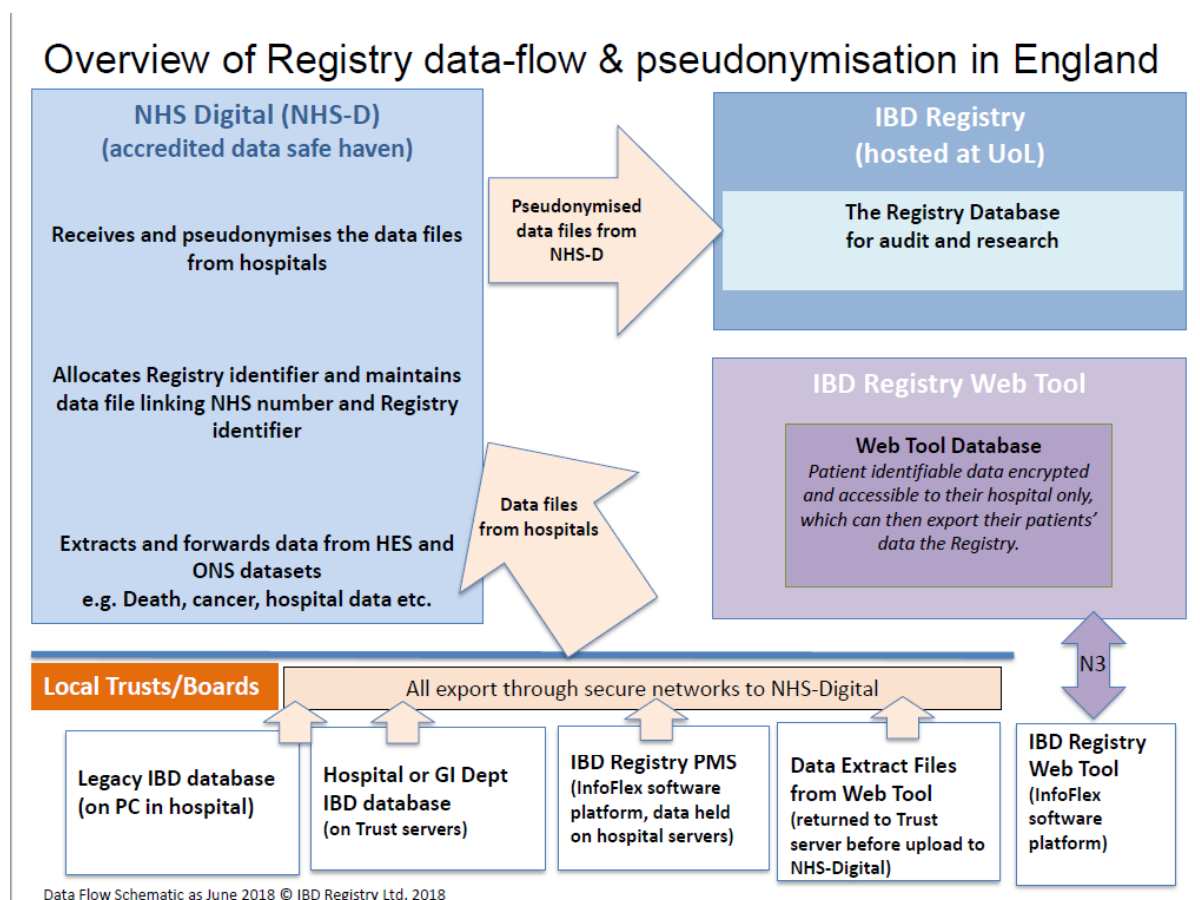 Overview of Registry data-flow & pseudonymisation in England
NHS Digital (NHS-D)
(accredited data safe haven)
Receives and pseudonymises the data files
from hospitals
Allocates Registry identifier and maintains
data file linking NHS number and Registry
identifier
Extracts and forwards data from HES and
ONS datasets
e.g. Death, cancer, hospital data etc.
Pseudonymised
data files from
NHS-D
IBD Registry
(hosted at UoL)
The Registry Database
for audit and research
IBD Registry Web Tool
Web Tool Database
Patient identifiable data encrypted
and accessible to their hospital only,
which can then export their patients’
data the Registry.
Data files
from hospitals
N3
Local Trusts/Boards
All export through secure networks to NHS-Digital
Legacy IBD database
(on PC in hospital)
Hospital or GI Dept
IBD database
(on Trust servers)
IBD Registry PMS
(InfoFlex software
platform, data held
on hospital servers)
Data Extract Files
from Web Tool
(returned to Trust
server before upload to
NHS-Digital)
IBD Registry
Web Tool
(InfoFlex
software
platform)
Data Flow Schematic as June 2018 © IBD Registry Ltd. 2018